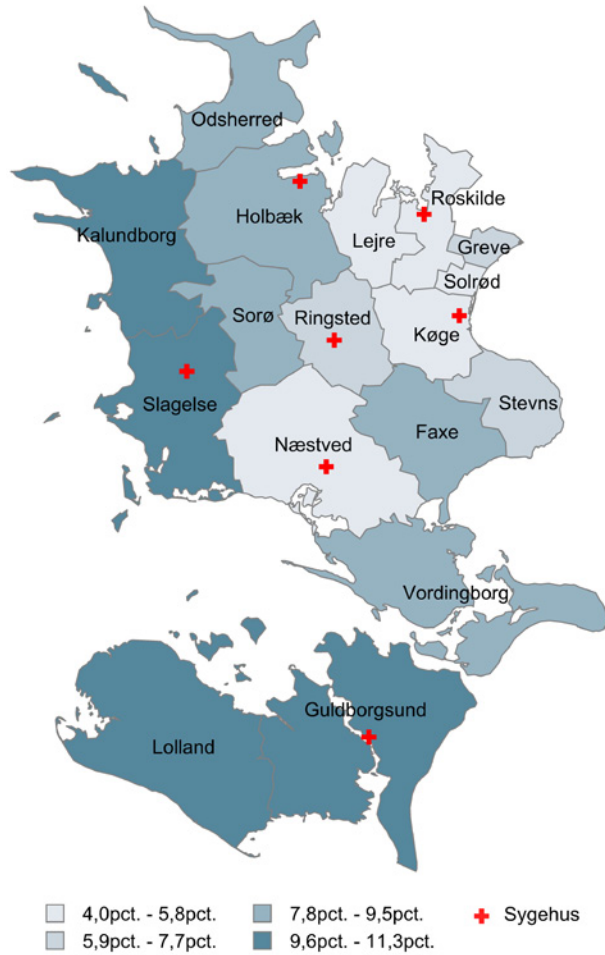 Odsherred
Roskilde
Holbæk
Kalundborg
Lejre
Greve
Solrød
Sorø
Ringsted
Køge
Slagelse
Stevns
Faxe
Næstved
Vordingborg
Guldborgsund
Lolland
4,0pct. - 5,8pct.
7,8pct. - 9,5pct.
Sygehus
5,9pct. - 7,7pct.
9,6pct. - 11,3pct.